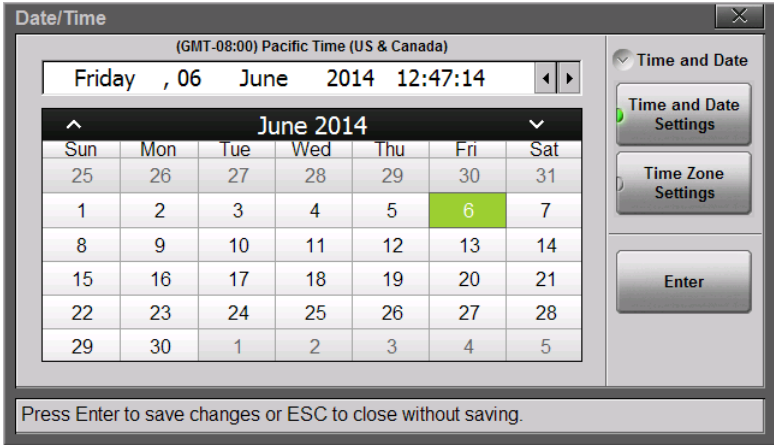 Date/Time
(GMT-08:00) Pacific Time (US & Canada)
Friday , 06 June 2014 12:47:14
June 2014
Sun Mon Tue Wed Thu Fri Sat
25 26 27 28 29 30 31
1 2 3 4 5 6 7
8 9 10 11 12 13 14
15 16 17 18 19 20 21
22 23 24 25 26 27 28
29 30 1 2 3 4 5
Time and Date
Time and Date
Settings
Time Zone
Settings
Enter
Press Enter to save changes or ESC to close without saving.